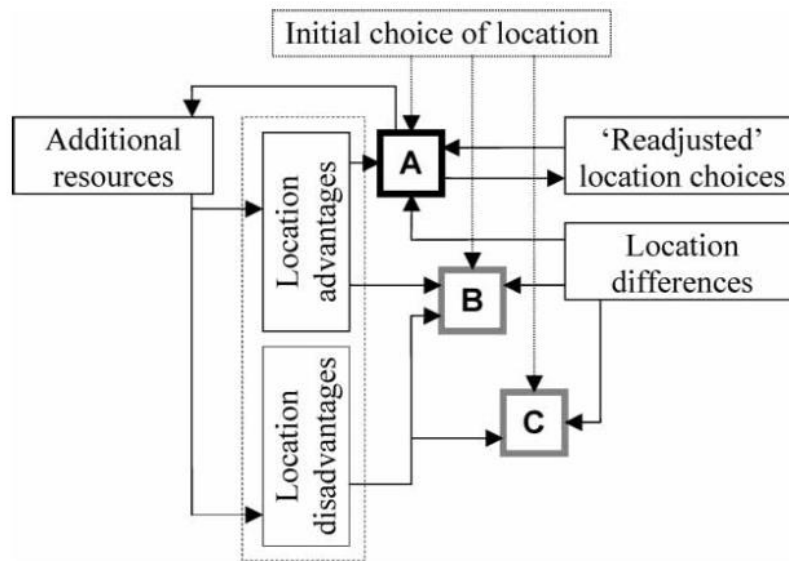 Initial choice of location
Additional
resources
Location
advantages
A
'Readjusted'
location choices
Location
differences
B
Location
disadvantages
C